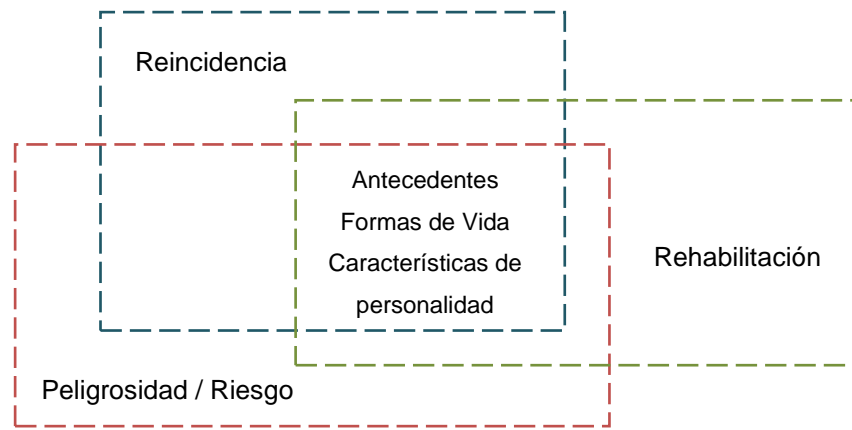 Reincidencia
Antecedentes
Formas de Vida
Características de
personalidad
Rehabilitación
Peligrosidad / Riesgo